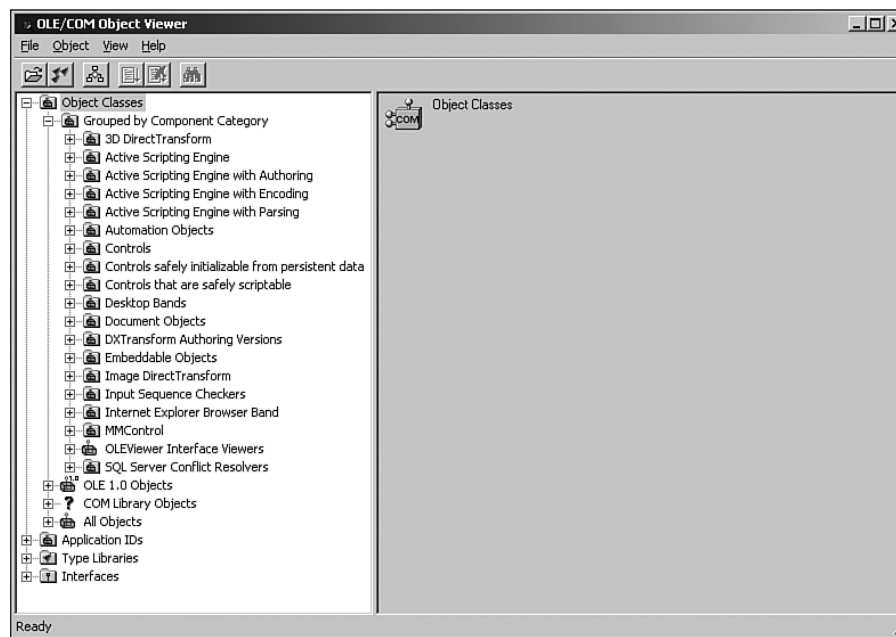 OLE/COM Object Viewer
File Object View Help
Object Classes
Grouped by Component Category
3D DirectTransform
Active Scripting Engine
Active Scripting Engine with Authoring
Active Scripting Engine with Encoding
Active Scripting Engine with Parsing
Automation Objects
Controls
Controls safely initializable from persistent data
Controls that are safely scriptable
Desktop Bands
Document Objects
DXTransform Authoring Versions
Embeddable Objects
Image DirectTransform
Input Sequence Checkers
Internet Explorer Browser Band
MMControl
OLEViewer Interface Viewers
SQL Server Conflict Resolvers
OLE 1.0 Objects
COM Library Objects
All Objects
Application IDs
Type Libraries
Interfaces
COM
Object Classes
Ready